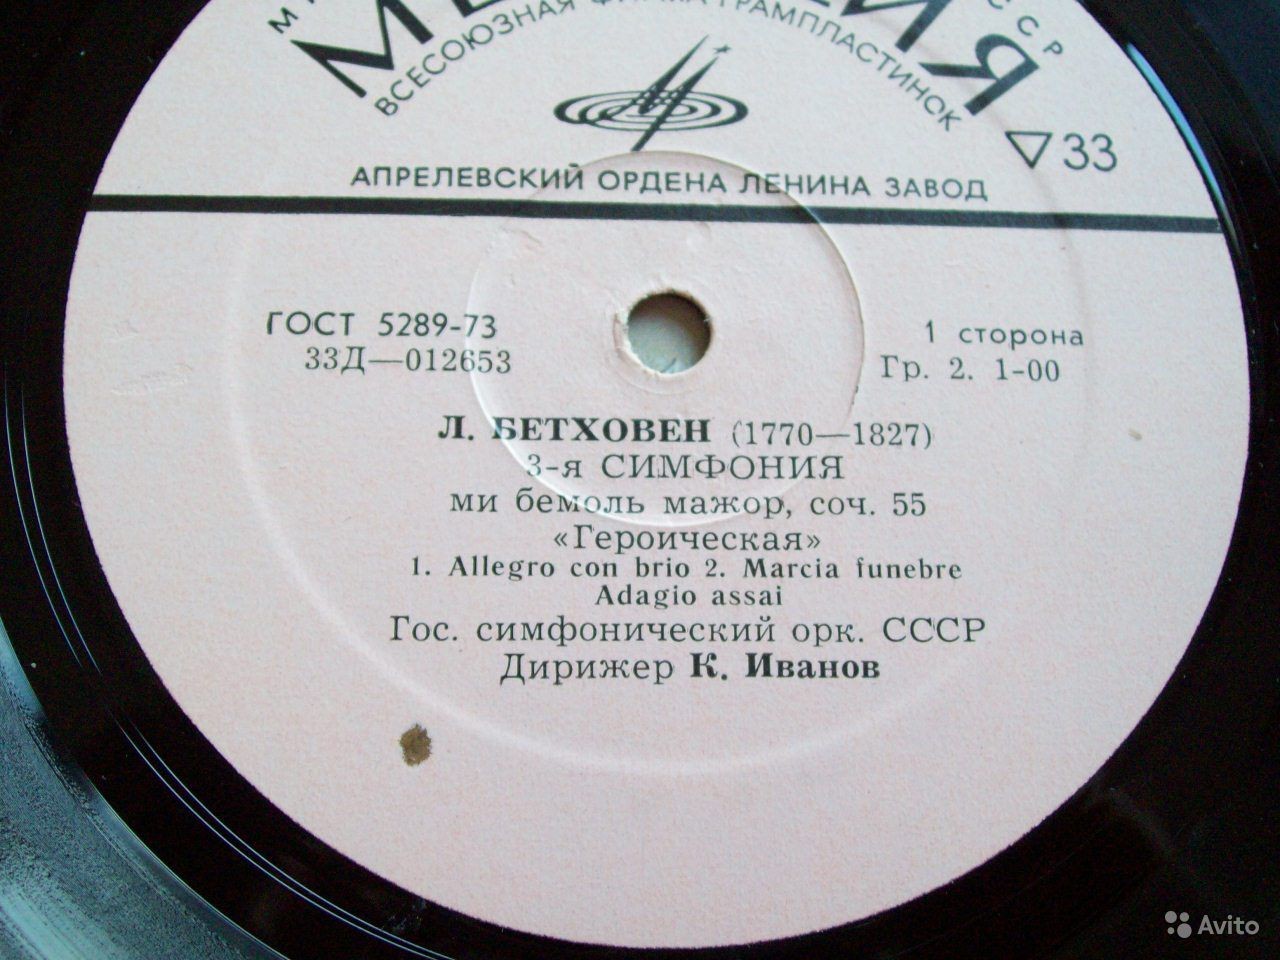 ВСЕСОЮЗНАЯ ФИРМА ГРАМПЛАСТИНОК
33
АПРЕЛЕВСКИЙ ОРДЕНА ЛЕНИНА ЗАВОД
ГОСТ 5289-73
1 сторона
33Д—012653
Гр. 2. 1-00
Л. БЕТХОВЕН (1770—1827)
3-я СИМФОНИЯ
ми бемоль мажор, соч. 55
«Героическая»
1. Allegro con brio 2. Marcia funebre
Adagio assai
Гос. симфонический орк. СССР
Дирижер К. Иванов
Avito